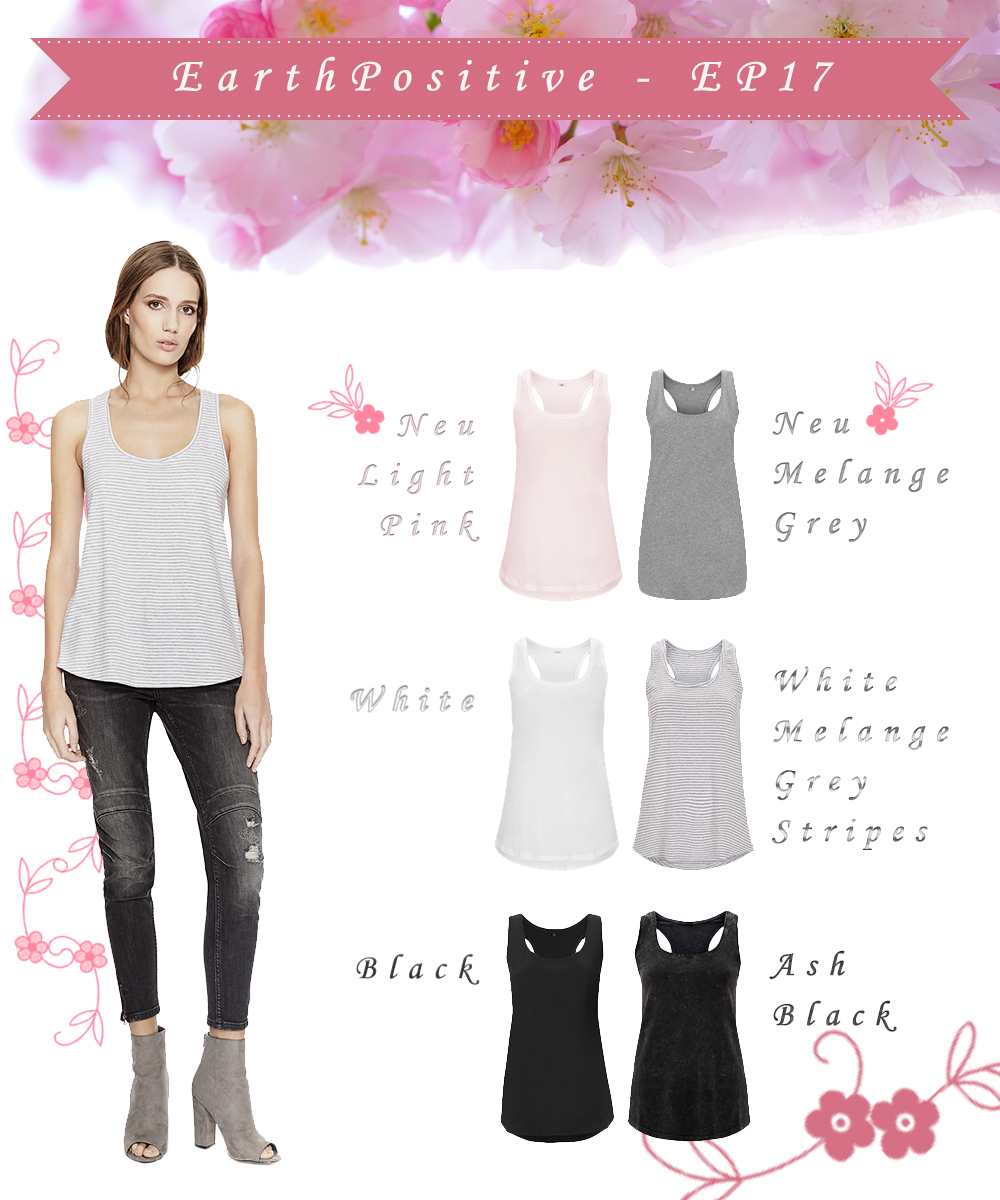 EarthPositive - EP17
Neu
Light
Pink
Neu
Melange
Grey
White
White
Melange
Grey
Stripes
Black
Ash
Black